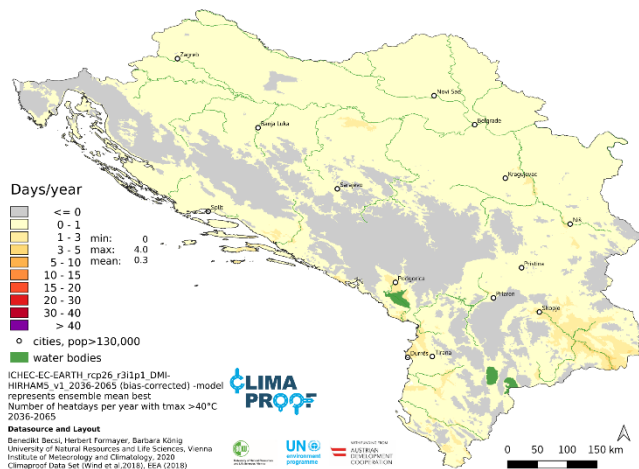 Zagreb
Novi Sad
Belgrade
Banja Luka
Sarajevo
Kragujevac
Split
Niš
Pristina
Podgorica
Prizren
Skopje
Durrës
Tirana
Days/year
<= 0
0 - 1
1 - 3 min: 0
3 - 5 max: 4.0
5 - 10 mean: 0.3
10 - 15
15 - 20
20 - 30
30 - 40
> 40
cities, pop>130,000
water bodies
ICHEC-EC-EARTH_rcp26_r3i1p1_DMI-
HIRHAM5_v1_2036-2065 (bias-corrected) -model
represents ensemble mean best
Number of heatdays per year with tmax >40°C
2036-2065
Datasource and Layout
Benedikt Becsi, Herbert Formayer, Barbara König
University of Natural Resources and Life Sciences, Vienna
Institute of Meteorology and Climatology, 2020
Climaproof Data Set (Wind et al,2018), EEA (2018)
CLIMA
PROOF
UN
environment
programme
WITH FUNDING FROM
AUSTRIAN
DEVELOPMENT
COOPERATION
0 50 100 150 km